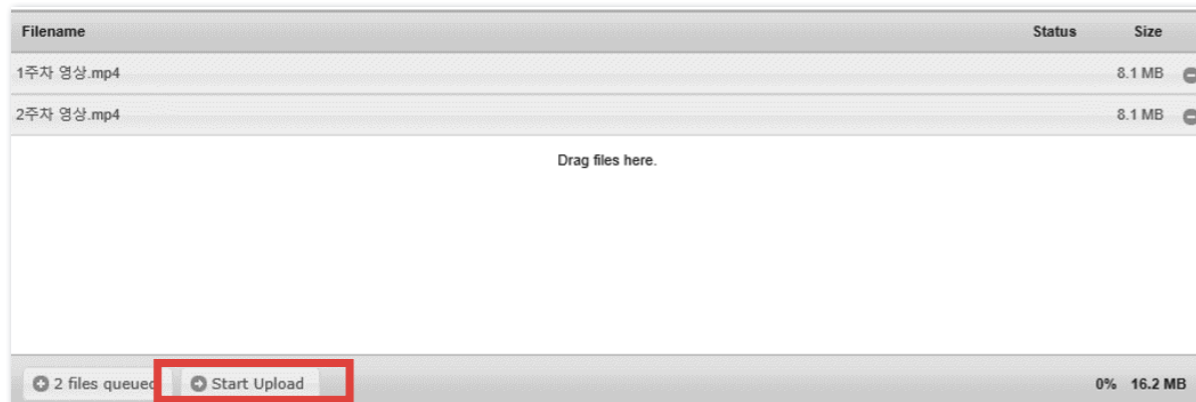 Filename Status Size
1주차 영상.mp4 8.1 MB
2주차 영상.mp4 8.1 MB
Drag files here.
2 files queued Start Upload 0% 16.2 MB